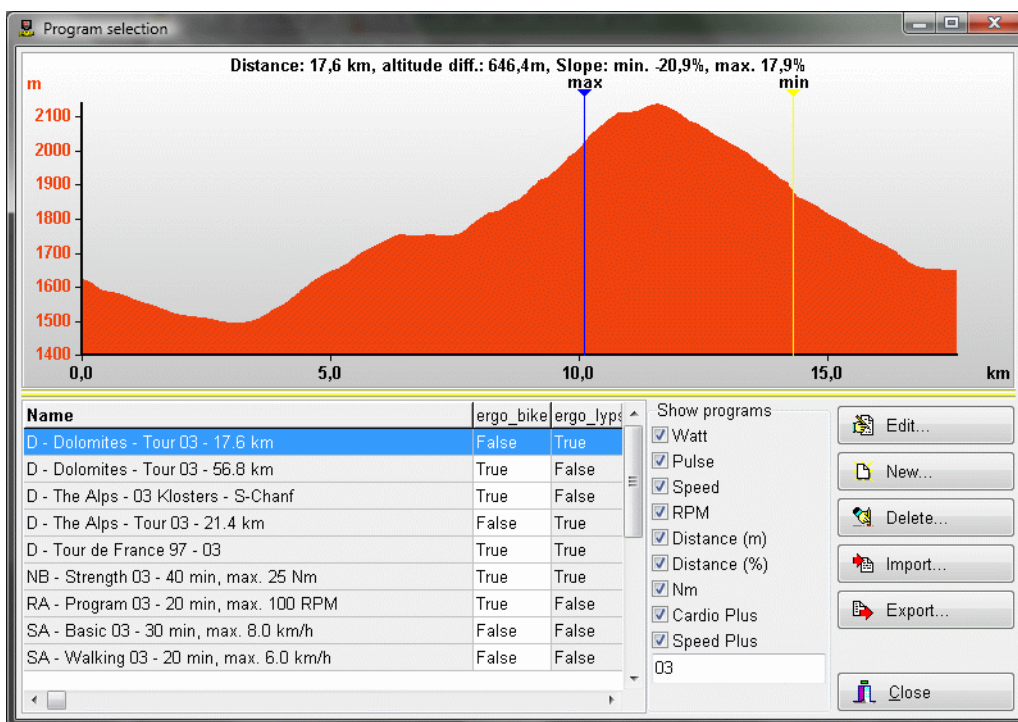 Program selection
Distance: 17,6 km, altitude diff.: 646,4m, Slope: min. -20,9%, max. 17,9%
m
max
min
2100
2000
1900
1800
1700
1600
1500
1400
0,0
5,0
10,0
15,0
km
Name ergo_bike ergo_lyps
D - Dolomites - Tour 03 - 17.6 km False True
D - Dolomites - Tour 03 - 56.8 km True False
D - The Alps - 03 Klosters - S-Chanf True False
D - The Alps - Tour 03 - 21.4 km False True
D - Tour de France 97 - 03 True True
NB - Strength 03 - 40 min, max. 25 Nm True True
RA - Program 03 - 20 min, max. 100 RPM True False
SA - Basic 03 - 30 min, max. 8.0 km/h False False
SA - Walking 03 - 20 min, max. 6.0 km/h False False
Show programs
Watt
Pulse
Speed
RPM
Distance (m)
Distance (%)
Nm
Cardio Plus
Speed Plus
03
Edit...
New...
Delete...
Import...
Export...
Close